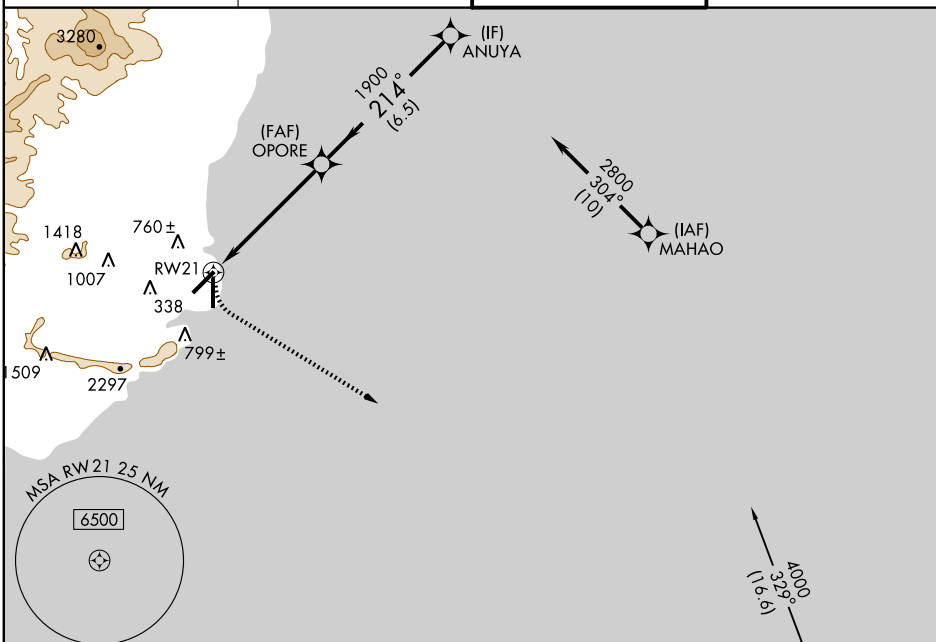 3280
(IF)
ANUYA
1900
214°
(6.5)
(FAF)
OPORE
2800
304°
(10)
(IAF)
MAHAO
1418
760 ±
1007
RW21
338
799 ±
1509
2297
MSA RW21 25 NM
6500
4000
329°
(16.6)